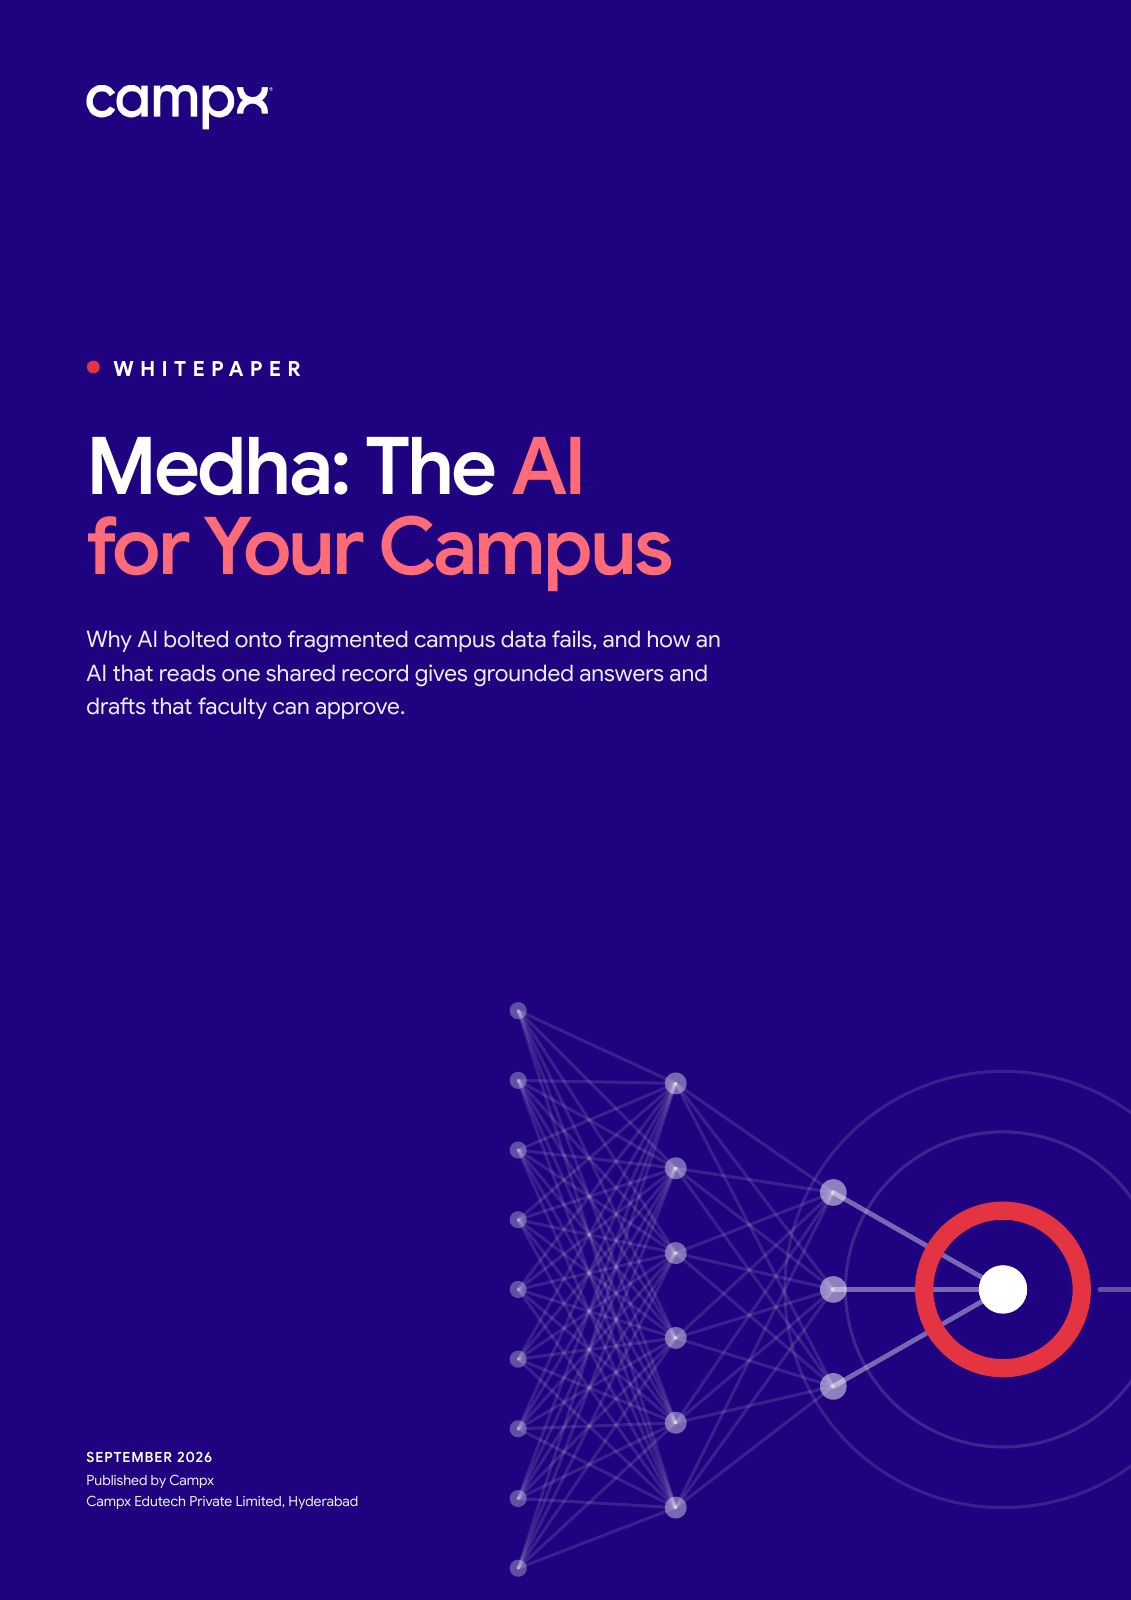 campx
WHITEPAPER
Medha: The AI
for Your Campus
Why AI bolted onto fragmented campus data fails, and how an
AI that reads one shared record gives grounded answers and
drafts that faculty can approve.
SEPTEMBER 2026
Published by Campx
Campx Edutech Private Limited, Hyderabad